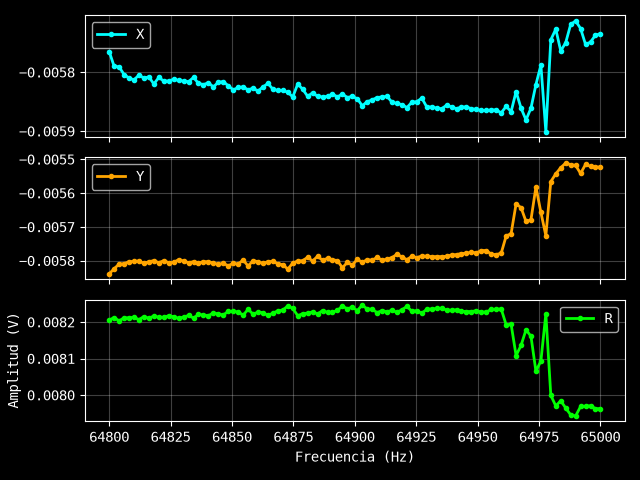 X
−0.0058
−0.0059
−0.0055
Y
−0.0056
−0.0057
−0.0058
R
0.0082
0.0081
0.0080
Amplitud (V)
64800 64825 64850 64875 64900 64925 64950 64975 65000
Frecuencia (Hz)